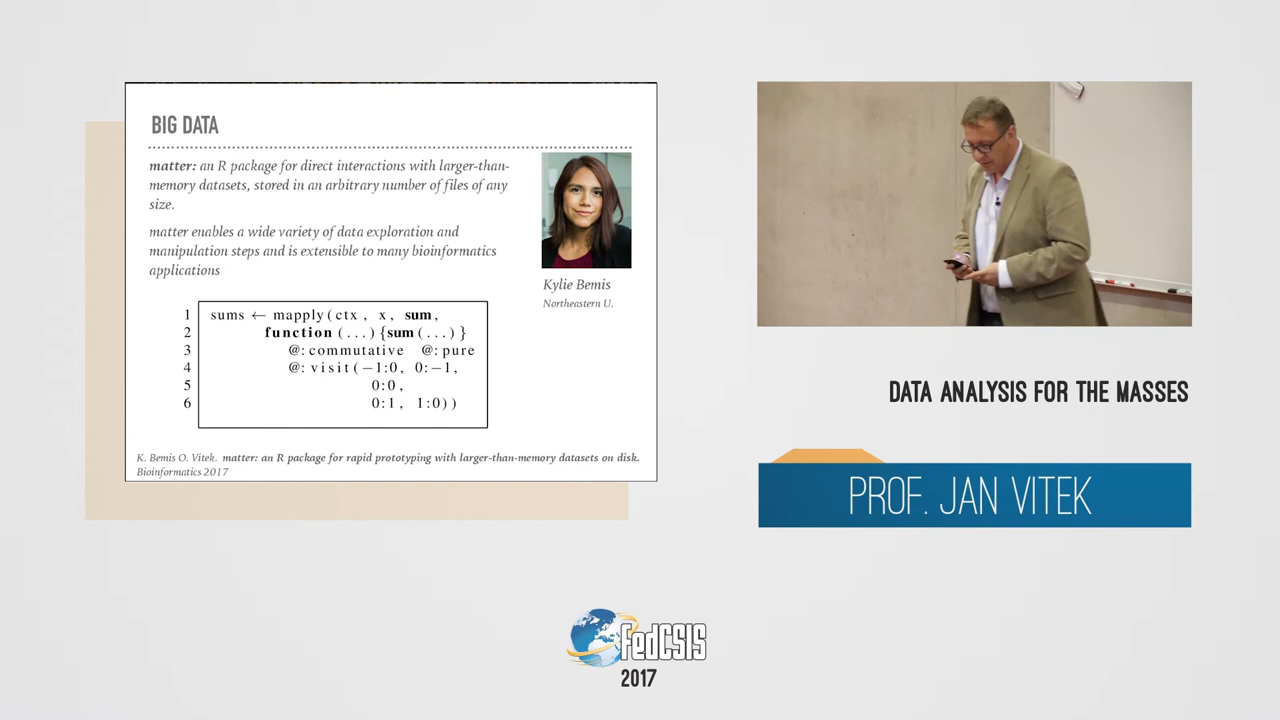 BIG DATA
matter: an R package for direct interactions with larger-than-
memory datasets, stored in an arbitrary number of files of any
size.
matter enables a wide variety of data exploration and
manipulation steps and is extensible to many bioinformatics
applications
Kylie Bemis
Northeastern U.
1 sums ← mapply(ctx, x, sum,
2 function(...) {sum(...)}
3 @:commutative @:pure
4 @:visit(−1:0, 0:−1,
5 0:0,
6 0:1, 1:0))
K. Bemis O. Vitek. matter: an R package for rapid prototyping with larger-than-memory datasets on disk.
Bioinformatics 2017
DATA ANALYSIS FOR THE MASSES
PROF. JAN VITEK
FedCSIS
2017